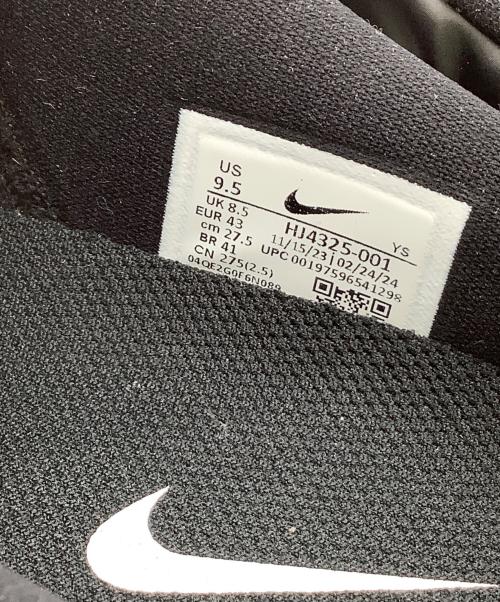 US
9.5
UK 8.5
EUR 43
cm 27.5
BR 41
CN 275(2.5)
HJ4325-001 YS
11/15/23 | 02/24/24
UPC 00197596541298
04QE2G0F6N089